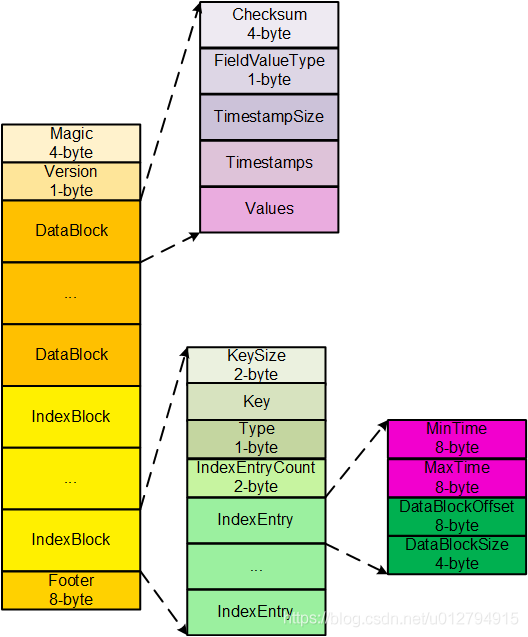 Checksum
4-byte
FieldValueType
1-byte
TimestampSize
Timestamps
Values
Magic
4-byte
Version
1-byte
DataBlock
...
DataBlock
IndexBlock
...
IndexBlock
Footer
8-byte
KeySize
2-byte
Key
Type
1-byte
IndexEntryCount
2-byte
IndexEntry
...
IndexEntry
MinTime
8-byte
MaxTime
8-byte
DataBlockOffset
8-byte
DataBlockSize
4-byte
https://blog.csdn.net/u012794915